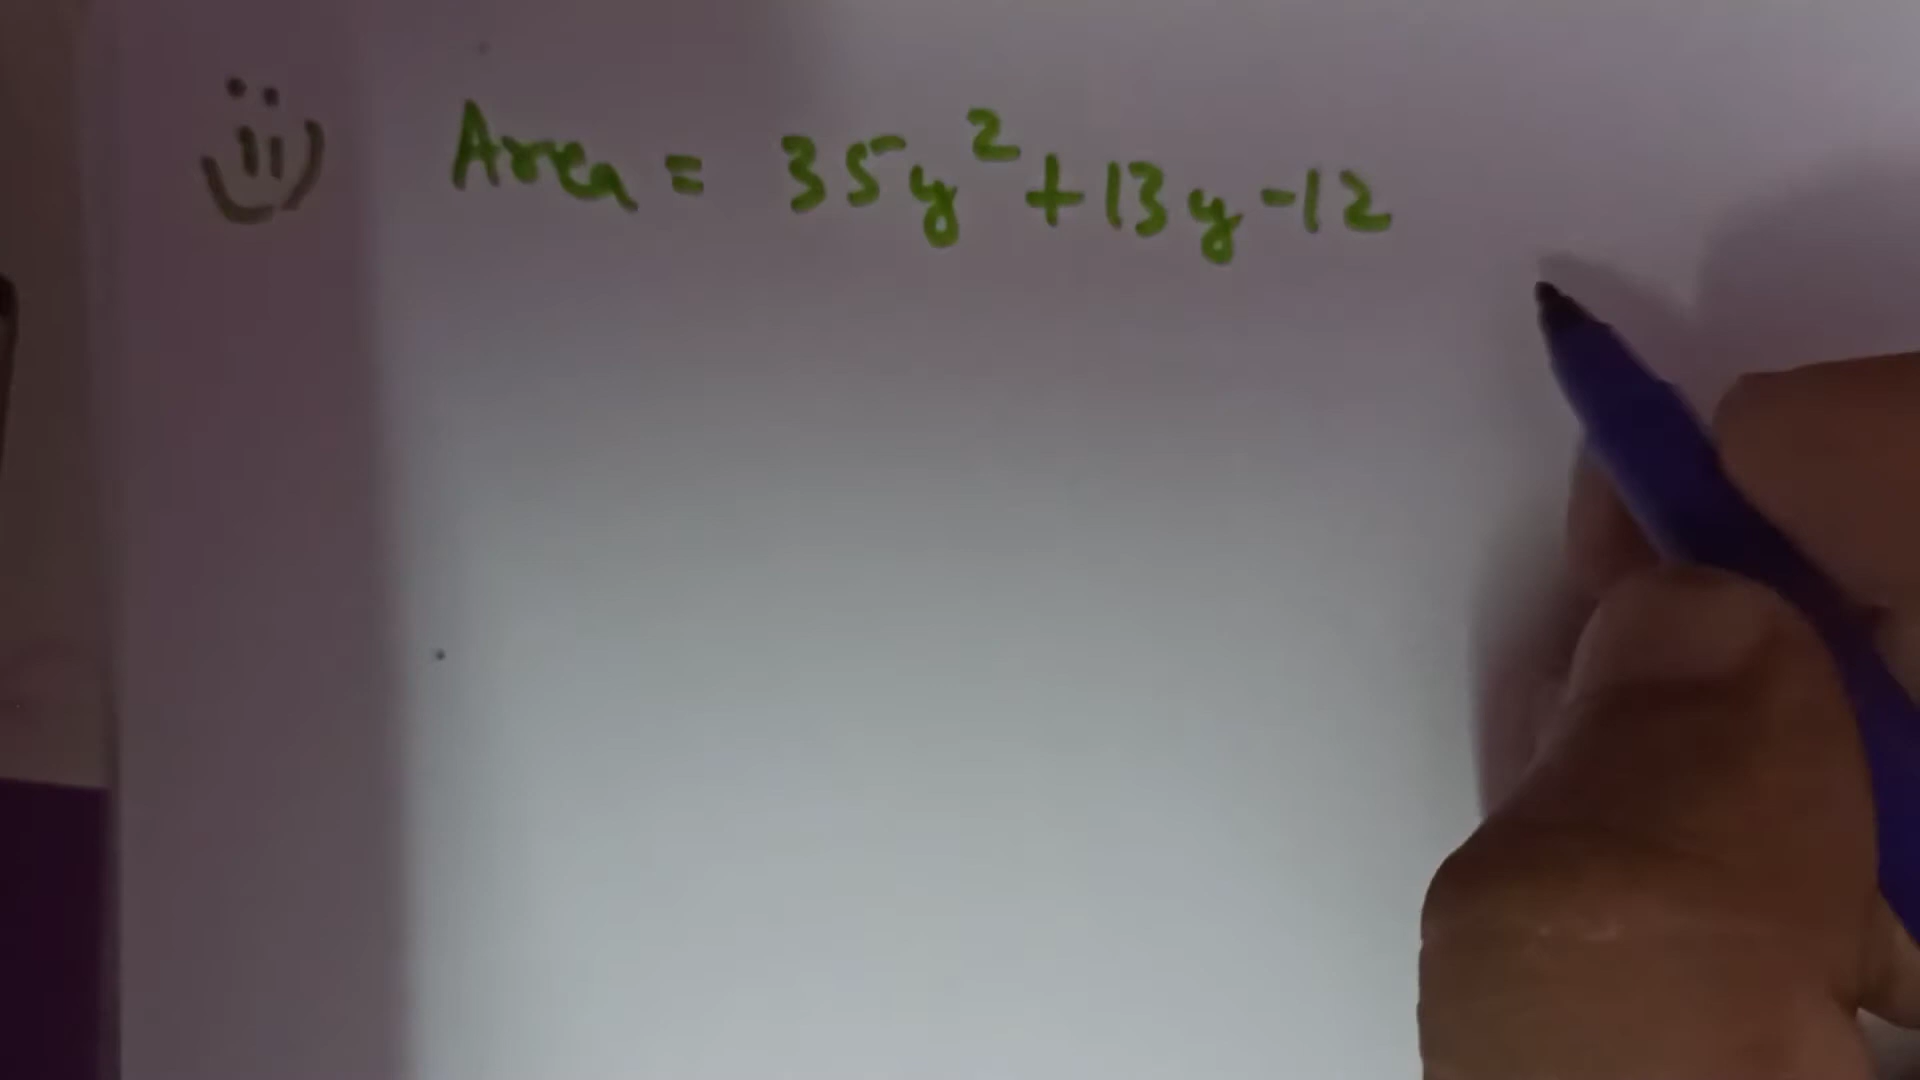 (ii) Area = 35y²+13y-12